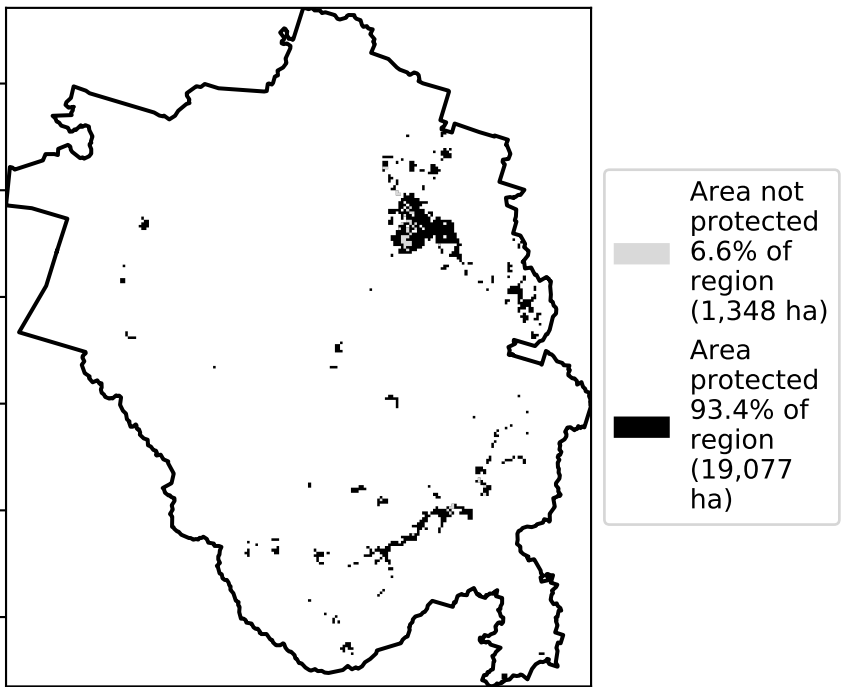 Area not
protected
6.6% of
region
(1,348 ha)
Area
protected
93.4% of
region
(19,077
ha)